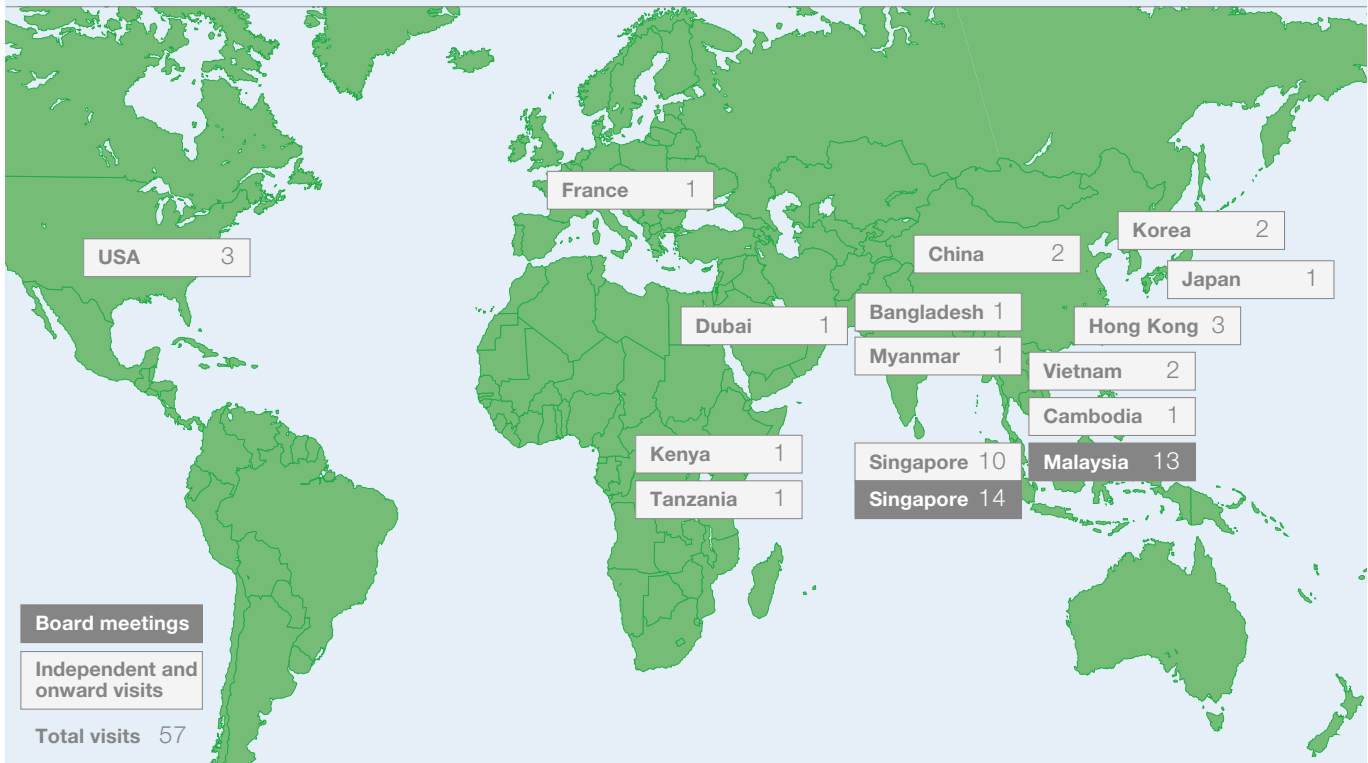 France 1
Korea 2
USA 3
China 2
Japan 1
Bangladesh 1
Dubai 1
Hong Kong 3
Myanmar 1
Vietnam 2
Cambodia 1
Kenya 1
Singapore 10
Malaysia 13
Tanzania 1
Singapore 14
Board meetings
Independent and
onward visits
Total visits 57